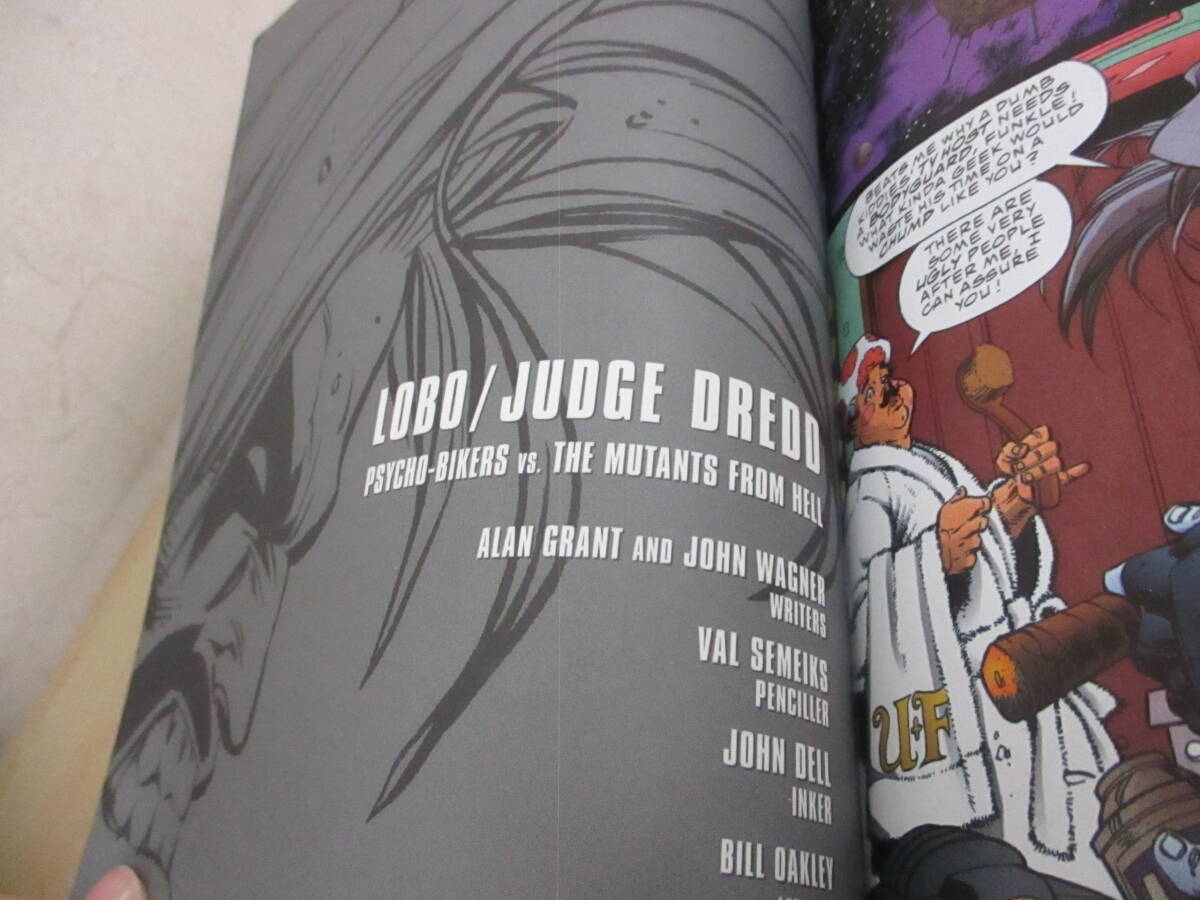 LOBO/JUDGE DREDD
PSYCHO-BIKERS VS. THE MUTANTS FROM HELL
ALAN GRANT AND JOHN WAGNER
WRITERS
VAL SEMEIKS
PENCILLER
JOHN DELL
INKER
BILL OAKLEY
BEATS ME WHY A DUMB
KIDDIES' TV HOST NEEDS
A BODYGUARD, FUNKLE!
WHAT KINDA GEEK WOULD
WASTE HIS TIME ON A
CHUMP LIKE YOU?
THERE ARE
SOME VERY
UGLY PEOPLE
AFTER ME, I
CAN ASSURE
YOU!
U+F